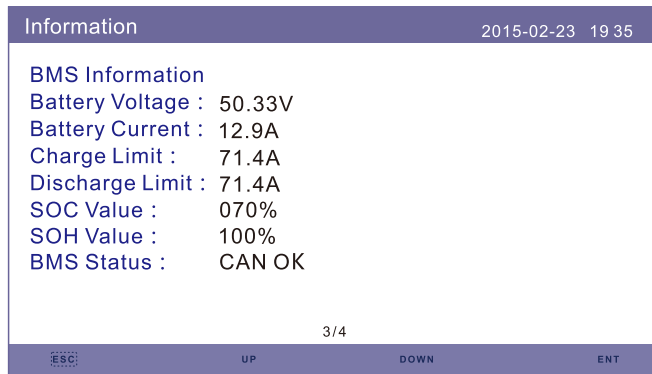 Information 2015-02-23 19 35
BMS Information
Battery Voltage : 50.33V
Battery Current : 12.9A
Charge Limit : 71.4A
Discharge Limit : 71.4A
SOC Value : 070%
SOH Value : 100%
BMS Status : CAN OK
3/4
ESC UP DOWN ENT